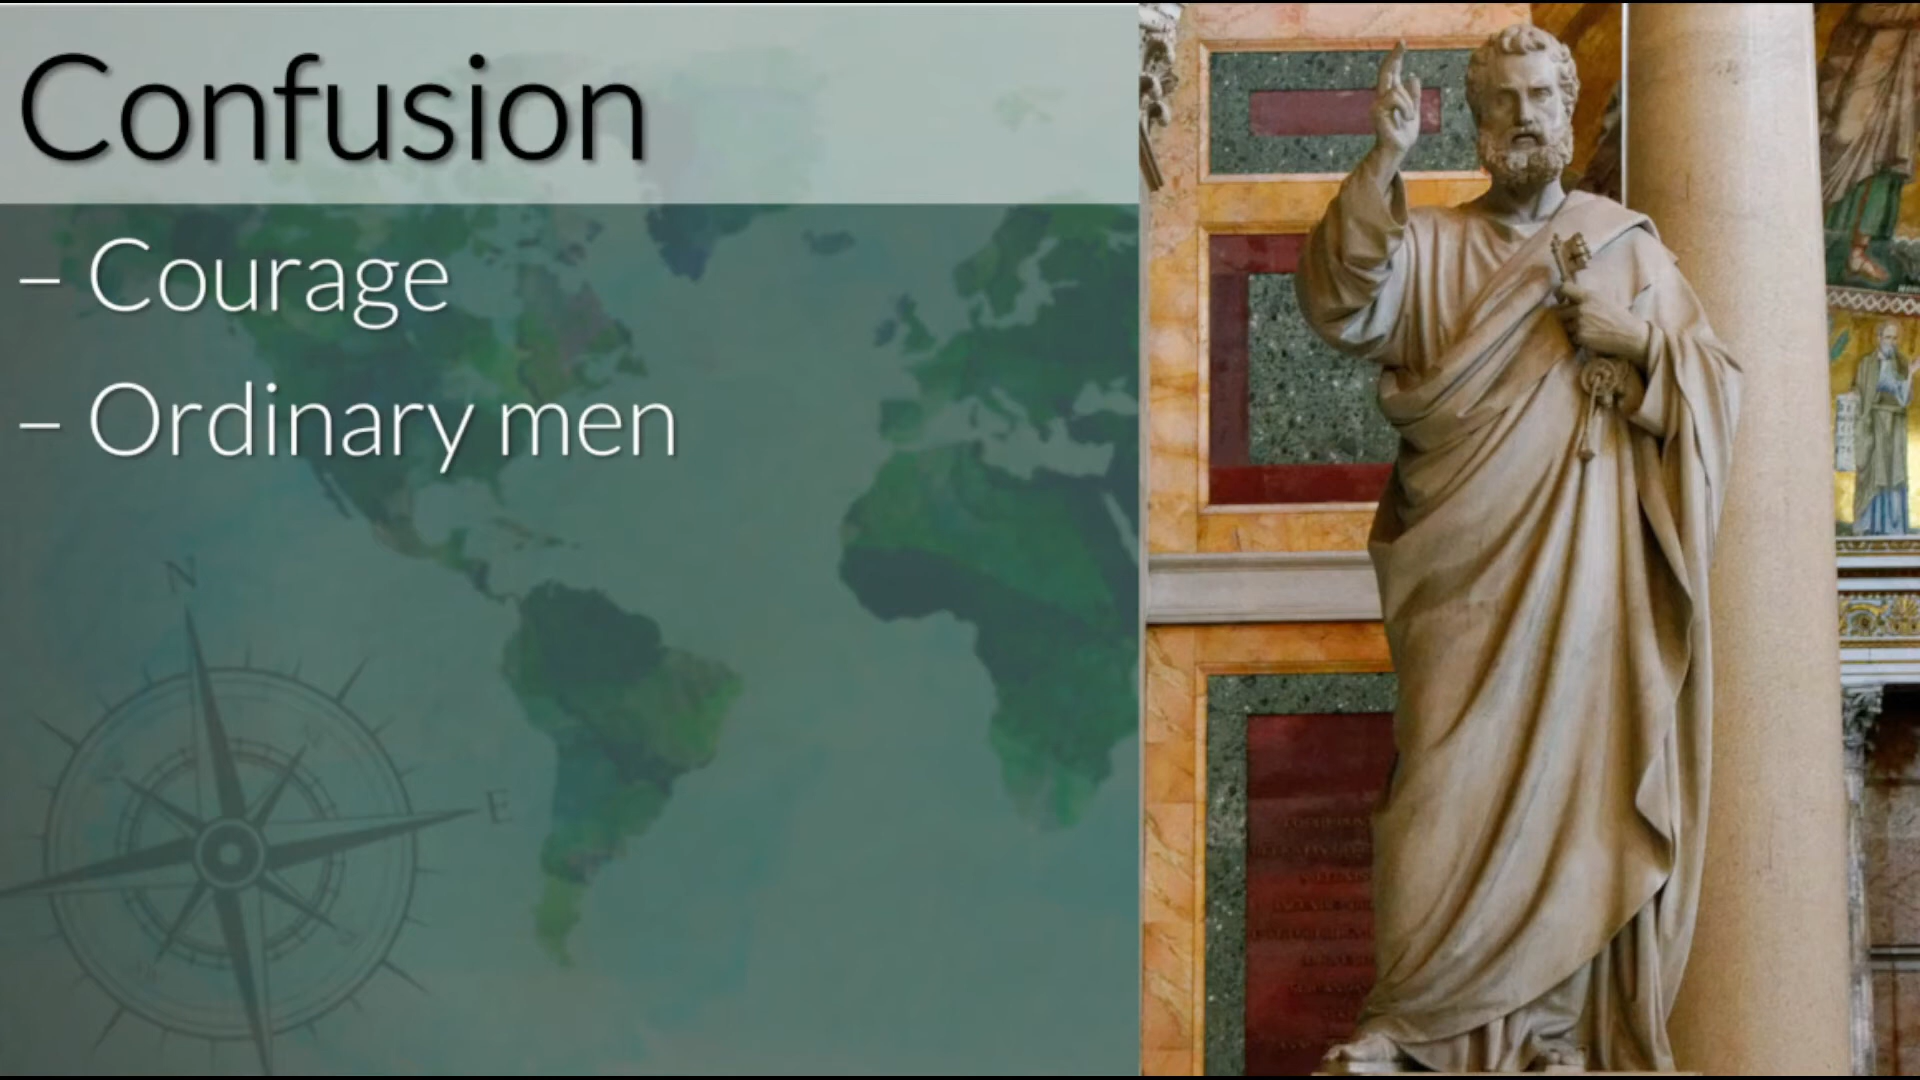 Confusion
– Courage
– Ordinary men
N
E